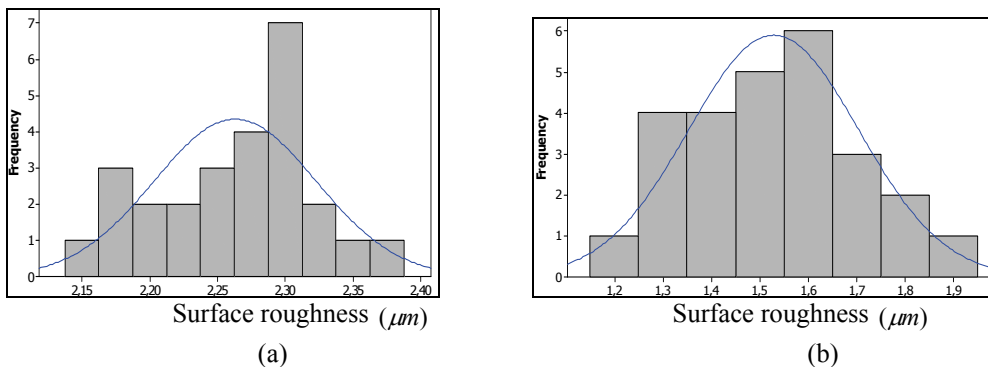 7
6
5
4
3
2
1
0
Frequency
2,15 2,20 2,25 2,30 2,35 2,40
Surface roughness (μm)
(a)
6
5
4
3
2
1
0
Frequency
1,2 1,3 1,4 1,5 1,6 1,7 1,8 1,9
Surface roughness (μm)
(b)